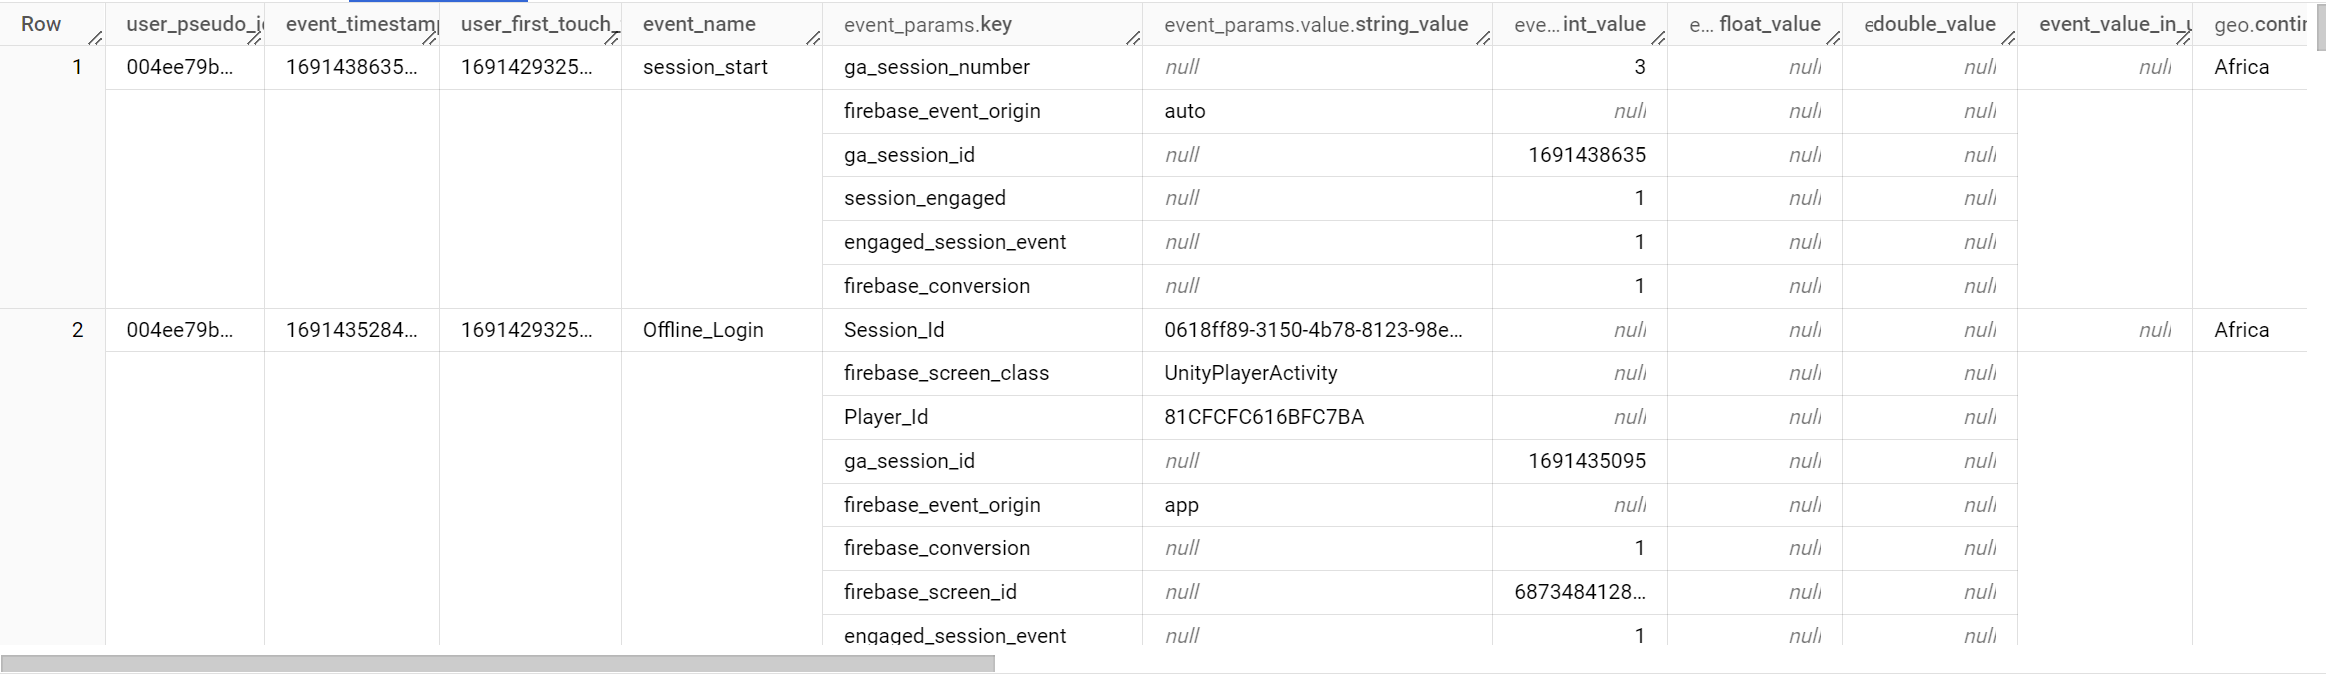 Row user_pseudo_i event_timestam user_first_touch_ event_name event_params.key event_params.value.string_value eve... int_value e... float_value double_value event_value_in_u geo.contin
1 004ee79b... 1691438635... 1691429325... session_start ga_session_number null 3 null null null Africa
firebase_event_origin auto null null null
ga_session_id null 1691438635 null null
session_engaged null 1 null null
engaged_session_event null 1 null null
firebase_conversion null 1 null null
2 004ee79b... 1691435284... 1691429325... Offline_Login Session_Id 0618ff89-3150-4b78-8123-98e... null null null null Africa
firebase_screen_class UnityPlayerActivity null null null
Player_Id 81CFCFC616BFC7BA null null null
ga_session_id null 1691435095 null null
firebase_event_origin app null null null
firebase_conversion null 1 null null
firebase_screen_id null 6873484128... null null
engaged_session_event null 1 null null